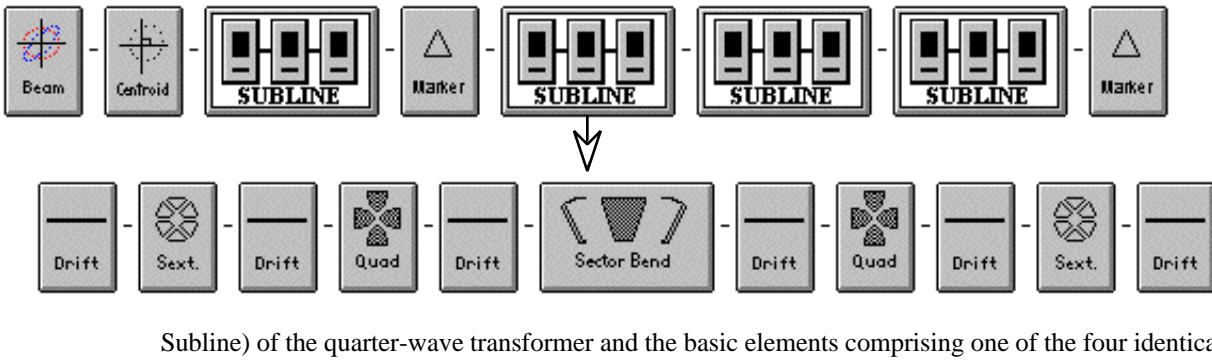 Beam Centroid SUBLINE Marker SUBLINE SUBLINE SUBLINE Marker
Drift Sext. Drift Quad Drift Sector Bend Drift Quad Drift Sext. Drift
Subline) of the quarter-wave transformer and the basic elements comprising one of the four identica